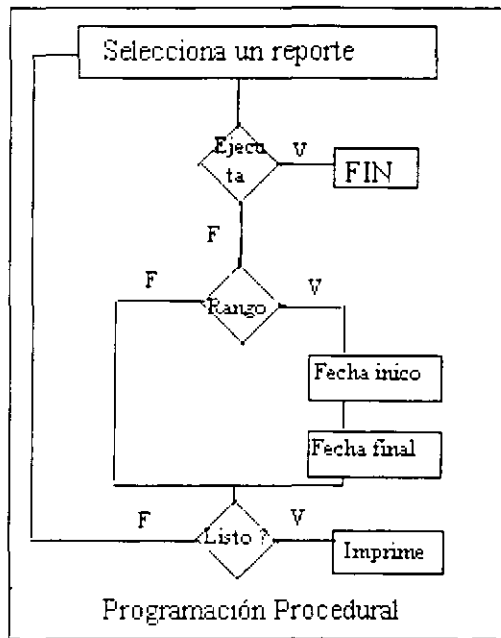 Selecciona un reporte
Ejecu
ta
V
FIN
F
F
Rango
V
Fecha inico
Fecha final
F
Listo ?
V
Imprime
Programación Procedural